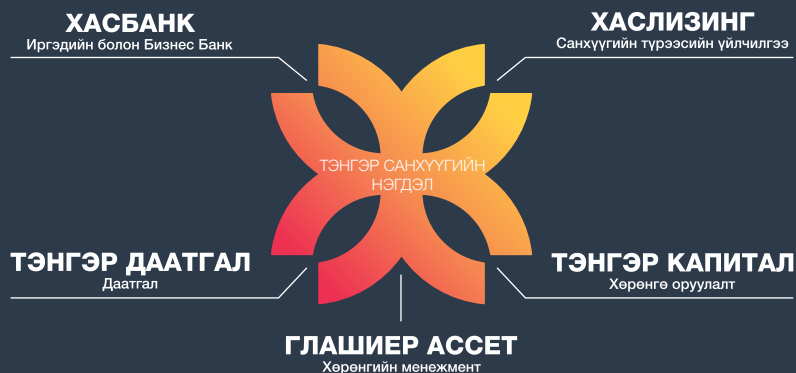 ХАСБАНК
Иргэдийн болон Бизнес Банк
ХАСЛИЗИНГ
Санхүүгийн түрээсийн үйлчилгээ
ТЭНГЭР САНХҮҮГИЙН
НЭГДЭЛ
ТЭНГЭР ДААТГАЛ
Даатгал
ТЭНГЭР КАПИТАЛ
Хөрөнгө оруулалт
ГЛАШИЕР АССЕТ
Хөрөнгийн менежмент